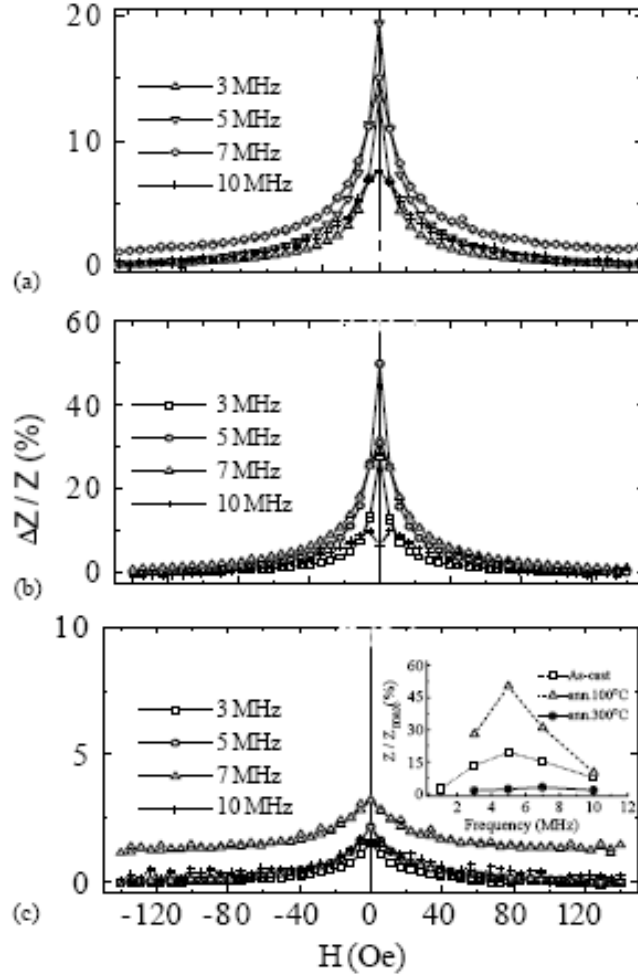 20
10
0
3 MHz
5 MHz
7 MHz
10 MHz
(a)
60
40
20
0
3 MHz
5 MHz
7 MHz
10 MHz
(b)
ΔZ / Z (%)
10
5
0
3 MHz
5 MHz
7 MHz
10 MHz
(c)
60
45
30
15
0
Z / Zmax(%)
As-cast
ann.100°C
ann.300°C
2 4 6 8 10 12
Frequency (MHz)
-120 -80 -40 0 40 80 120
H (Oe)